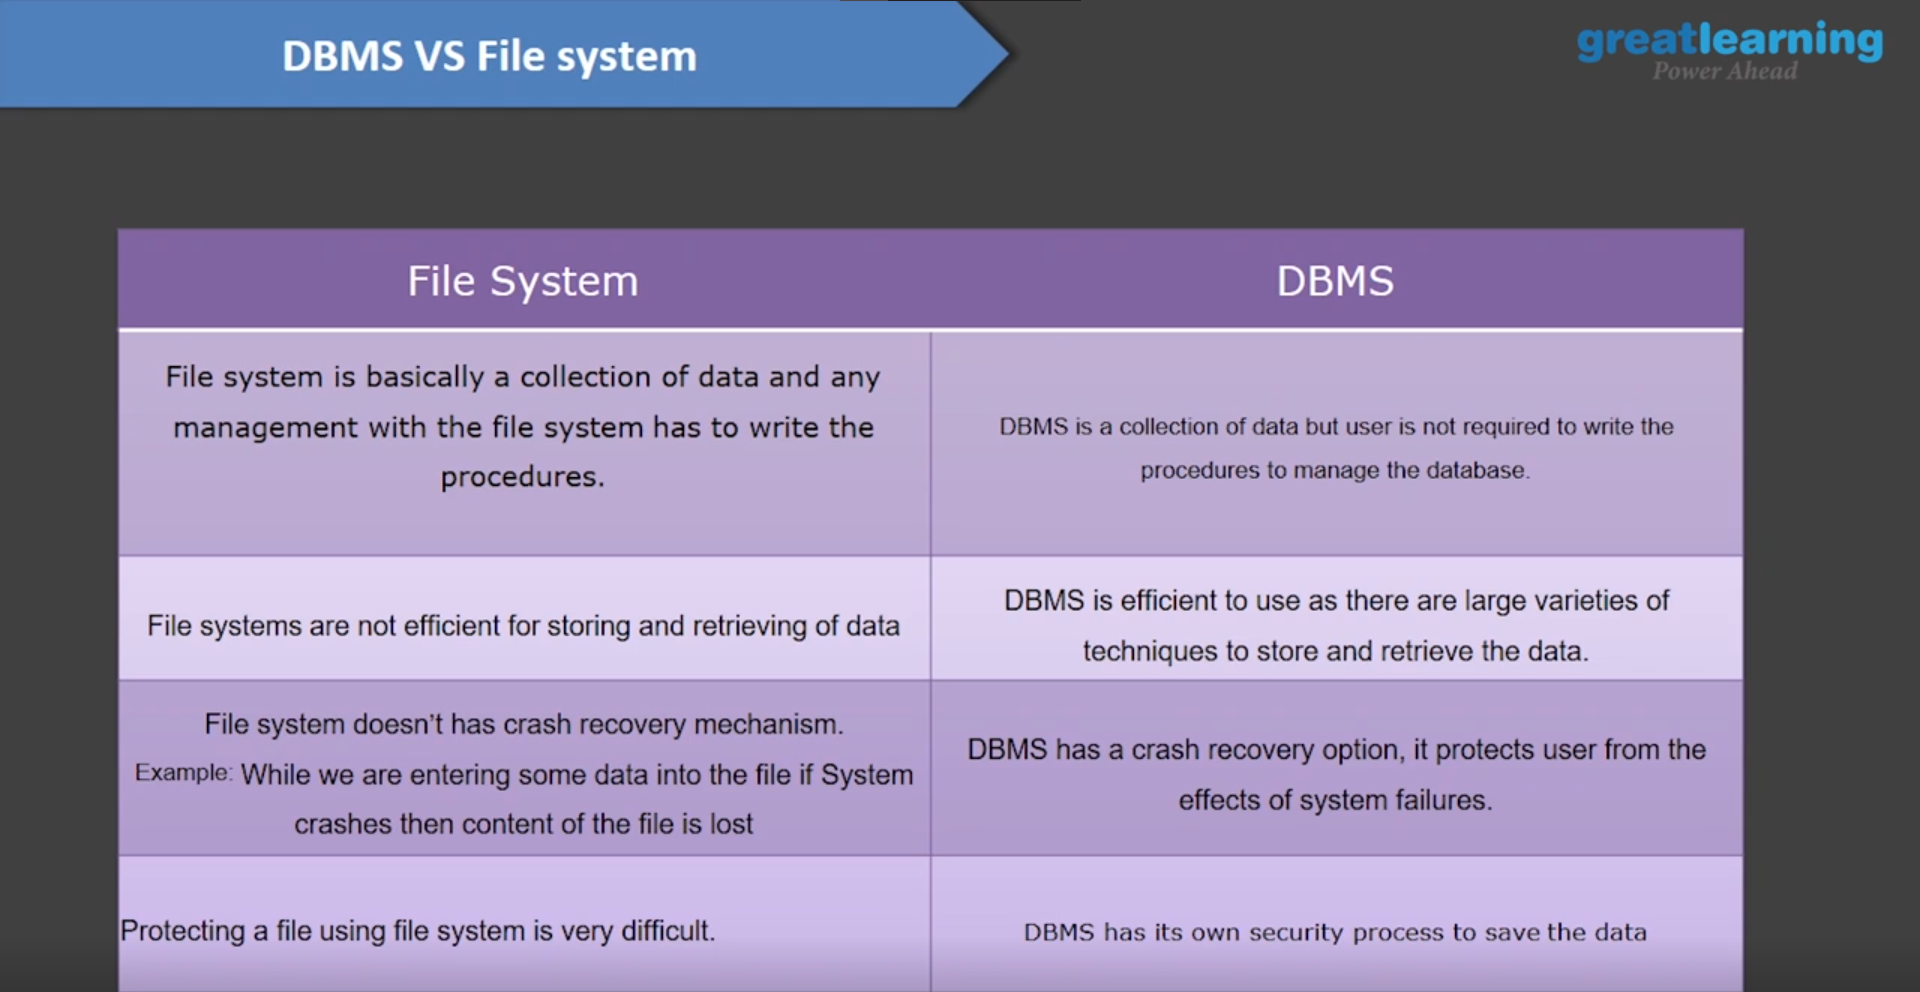 DBMS VS File system
greatlearning
Power Ahead
File System
DBMS
File system is basically a collection of data and any
management with the file system has to write the
procedures.
DBMS is a collection of data but user is not required to write the
procedures to manage the database.
File systems are not efficient for storing and retrieving of data
DBMS is efficient to use as there are large varieties of
techniques to store and retrieve the data.
File system doesn’t has crash recovery mechanism.
Example: While we are entering some data into the file if System
crashes then content of the file is lost
DBMS has a crash recovery option, it protects user from the
effects of system failures.
Protecting a file using file system is very difficult.
DBMS has its own security process to save the data